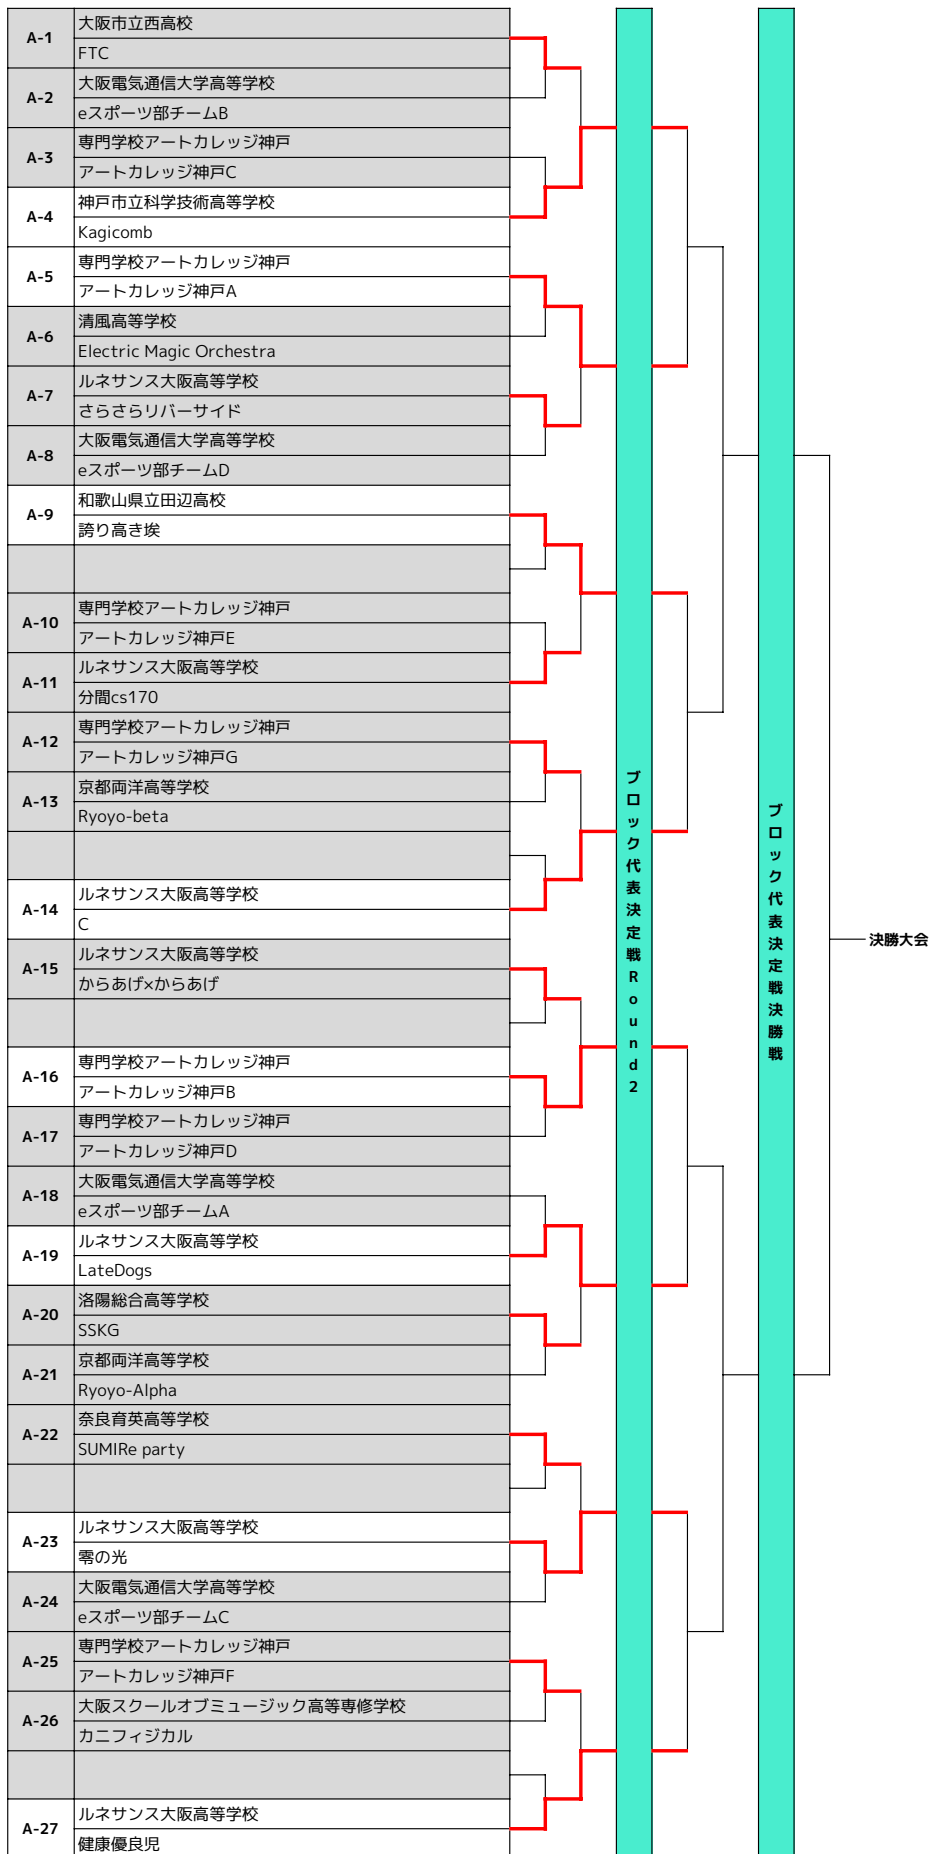 A-1
大阪市立西高校
FTC
A-2
大阪電気通信大学高等学校
eスポーツ部チームB
A-3
専門学校アートカレッジ神戸
アートカレッジ神戸C
A-4
神戸市立科学技術高等学校
Kagicomb
A-5
専門学校アートカレッジ神戸
アートカレッジ神戸A
A-6
清風高等学校
Electric Magic Orchestra
A-7
ルネサンス大阪高等学校
さらさらリバーサイド
A-8
大阪電気通信大学高等学校
eスポーツ部チームD
A-9
和歌山県立田辺高校
誇り高き埃
A-10
専門学校アートカレッジ神戸
アートカレッジ神戸E
A-11
ルネサンス大阪高等学校
分間cs170
A-12
専門学校アートカレッジ神戸
アートカレッジ神戸G
A-13
京都両洋高等学校
Ryoyo-beta
A-14
ルネサンス大阪高等学校
C
A-15
ルネサンス大阪高等学校
からあげ×からあげ
A-16
専門学校アートカレッジ神戸
アートカレッジ神戸B
A-17
専門学校アートカレッジ神戸
アートカレッジ神戸D
A-18
大阪電気通信大学高等学校
eスポーツ部チームA
A-19
ルネサンス大阪高等学校
LateDogs
A-20
洛陽総合高等学校
SSKG
A-21
京都両洋高等学校
Ryoyo-Alpha
A-22
奈良育英高等学校
SUMIRe party
A-23
ルネサンス大阪高等学校
零の光
A-24
大阪電気通信大学高等学校
eスポーツ部チームC
A-25
専門学校アートカレッジ神戸
アートカレッジ神戸F
A-26
大阪スクールオブミュージック高等専修学校
カニフィジカル
A-27
ルネサンス大阪高等学校
健康優良児
ブロック代表決定戦Round2
ブロック代表決定戦決勝戦
決勝大会